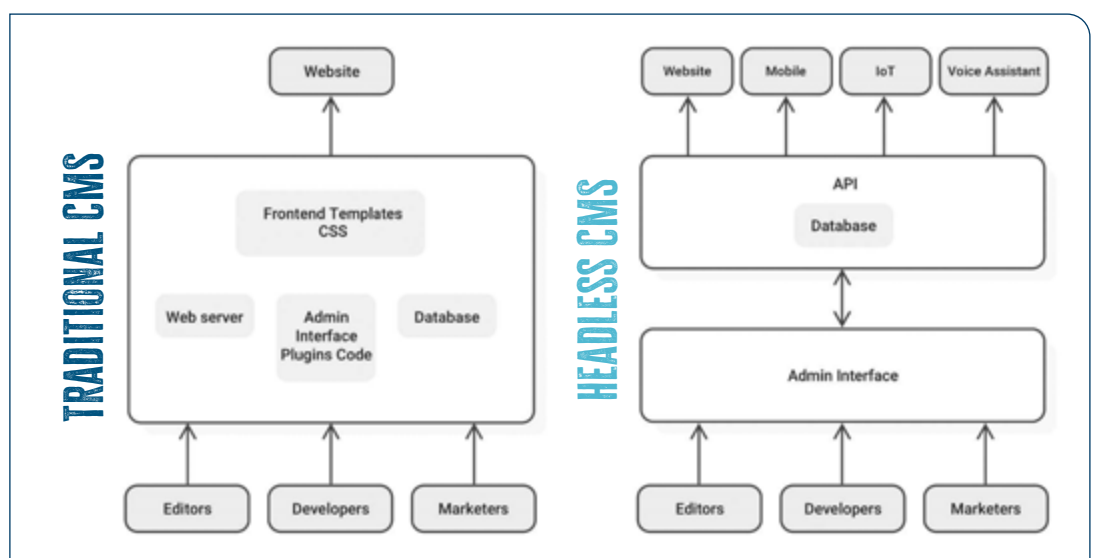 TRADITIONAL CMS
Website
Frontend Templates
CSS
Web server
Admin
Interface
Plugins Code
Database
Editors
Developers
Marketers
HEADLESS CMS
Website
Mobile
IoT
Voice Assistant
API
Database
Admin Interface
Editors
Developers
Marketers